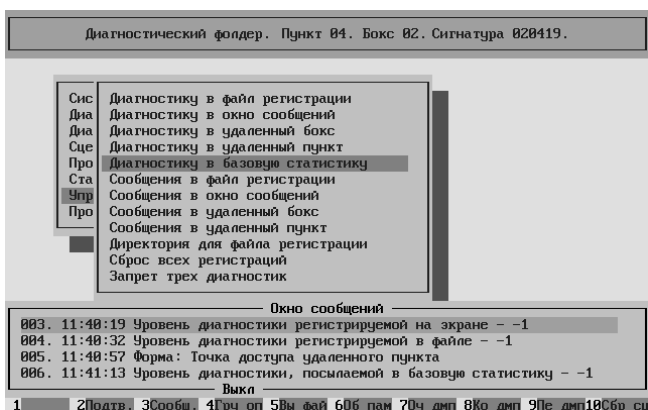 Диагностический фолдер. Пункт 04. Бокс 02. Сигнатура 020419.
Сис
Диа
Диа
Сце
Про
Ста
Упр
Про
Диагностику в файл регистрации
Диагностику в окно сообщений
Диагностику в удаленный бокс
Диагностику в удаленный пункт
Диагностику в базовую статистику
Сообщения в файл регистрации
Сообщения в окно сообщений
Сообщения в удаленный бокс
Сообщения в удаленный пункт
Директория для файла регистрации
Сброс всех регистраций
Запрет трех диагностик
Окно сообщений
003. 11:40:19 Уровень диагностики регистрируемой на экране - -1
004. 11:40:32 Уровень диагностики регистрируемой в файле - -1
005. 11:40:57 Форма: Точка доступа удаленного пункта
006. 11:41:13 Уровень диагностики, посылаемой в базовую статистику - -1
Выкл
1 2Подтв. 3Сообщ. 4Гру оп 5Вы фай 6Об пам 7Оч дмп 8Ко дмп 9Пе дмп 10Сбр сч